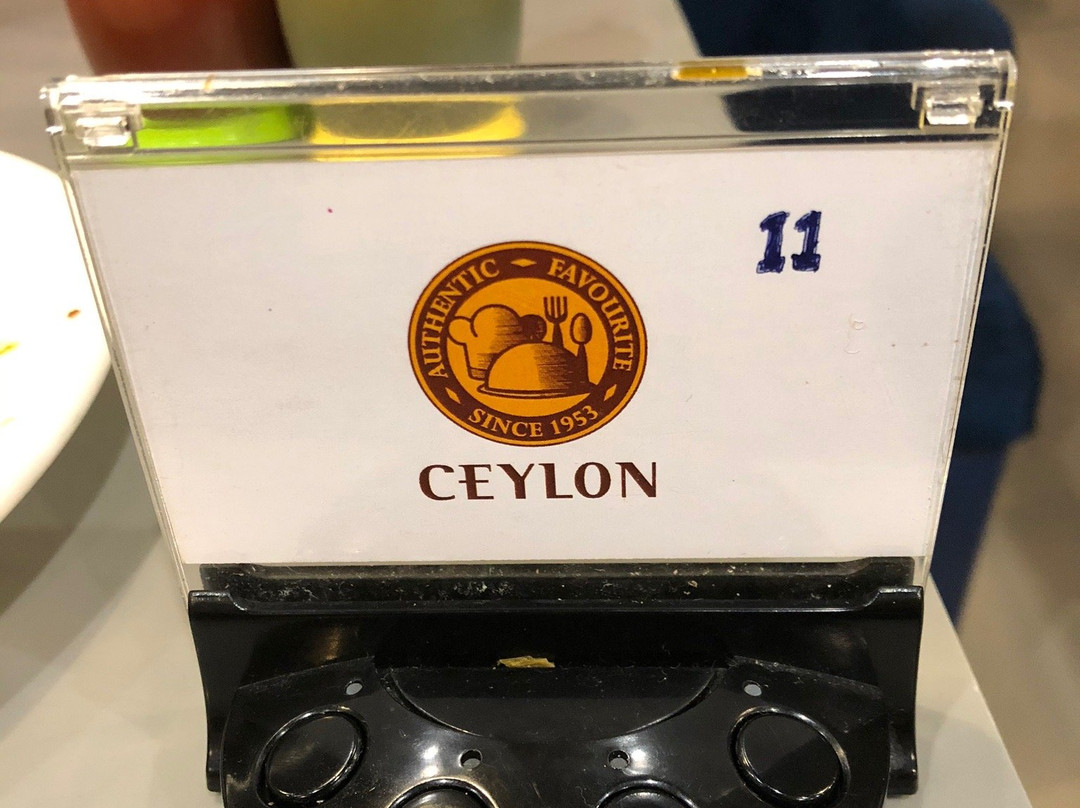 11
AUTHENTIC FAVOURITE
SINCE 1953
CEYLON